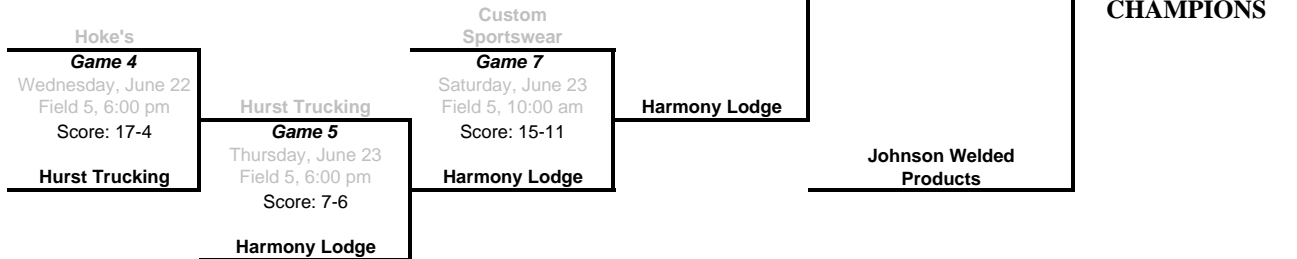 CHAMPIONS
Custom
Sportswear
Hoke's
Game 4
Wednesday, June 22
Field 5, 6:00 pm
Score: 17-4
Hurst Trucking
Hurst Trucking
Game 5
Thursday, June 23
Field 5, 6:00 pm
Score: 7-6
Harmony Lodge
Game 7
Saturday, June 23
Field 5, 10:00 am
Score: 15-11
Harmony Lodge
Harmony Lodge
Johnson Welded
Products